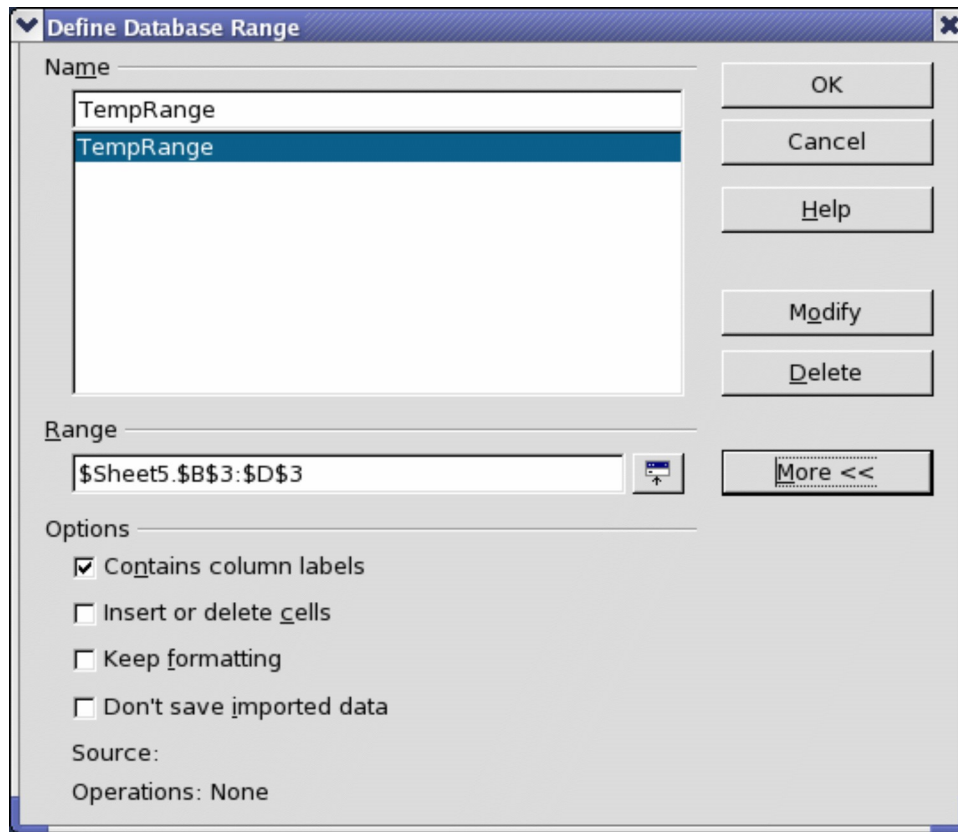 Define Database Range
Name
TempRange
TempRange
OK
Cancel
Help
Modify
Delete
Range
$Sheet5.$B$3:$D$3
More <<
Options
Contains column labels
Insert or delete cells
Keep formatting
Don't save imported data
Source:
Operations: None